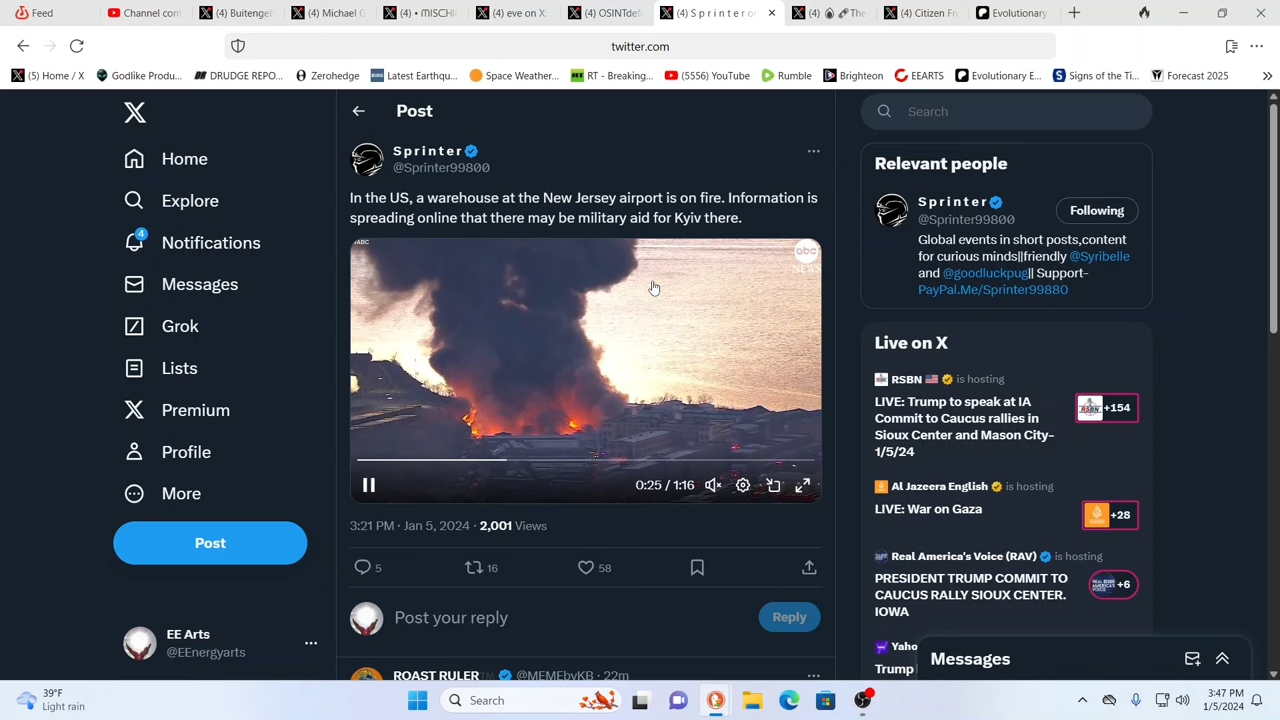 Feed
Channel cont
(4) Buitengeb
(4) Michael G
(4) • MISCHI
(4) eve on X:
(4) OSINTdef
(4) S p r i n t e r o
(4) 
(4) Citizen Fr
Evolutionary
twitter.com
(5) Home / X
Godlike Produ...
DRUDGE REPO...
Zerohedge
Latest Earthqu...
Space Weather...
RT - Breaking...
(5556) YouTube
Rumble
Brighteon
EEARTS
Evolutionary E...
Signs of the Ti...
Forecast 2025
Post
Search
Home
Explore
4
Notifications
Messages
Grok
Lists
Premium
Profile
More
Post
EE Arts
@EEnergyarts
S p r i n t e r
@Sprinter99800
In the US, a warehouse at the New Jersey airport is on fire. Information is
spreading online that there may be military aid for Kyiv there.
abc
NEWS
0:25 / 1:16
3:21 PM · Jan 5, 2024 · 2,001 Views
5
16
58
Post your reply
Reply
ROAST RULER
@MEMEbyKB · 22m
Relevant people
S p r i n t e r
@Sprinter99800
Following
Global events in short posts,content
for curious minds||friendly @Syribelle
and @goodluckpug|| Support-
PayPal.Me/Sprinter99880
Live on X
RSBN is hosting
LIVE: Trump to speak at IA
Commit to Caucus rallies in
Sioux Center and Mason City-
1/5/24
+154
Al Jazeera English is hosting
LIVE: War on Gaza
+28
Real America's Voice (RAV) is hosting
PRESIDENT TRUMP COMMIT TO
CAUCUS RALLY SIOUX CENTER.
IOWA
+6
Yaho
Trump
Messages
39°F
Light rain
Search
3:47 PM
1/5/2024